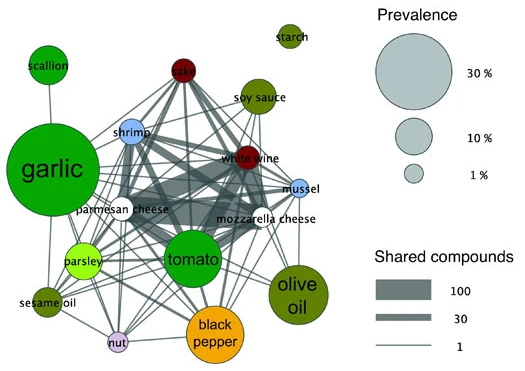 Prevalence
starch
scallion
sake
30 %
soy sauce
shrimp
10 %
white wine
garlic
1 %
mussel
parmesan cheese
mozzarella cheese
parsley
tomato
Shared compounds
olive
oil
100
sesame oil
30
black
pepper
nut
1